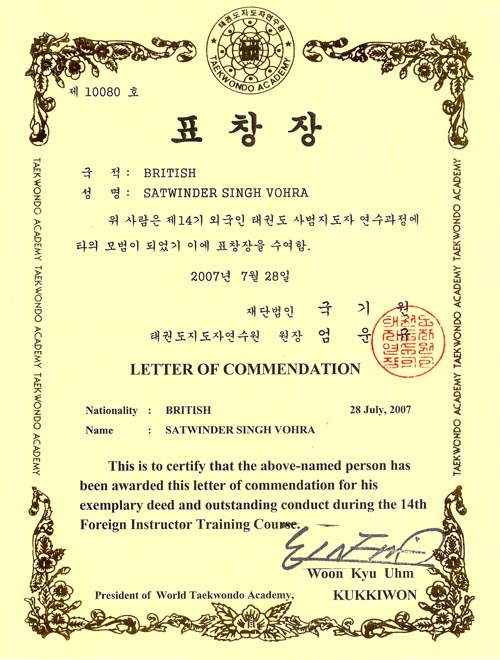 태권도지도자연수원
TAEKWONDO ACADEMY
제 10080 호
표 창 장
국 적 : BRITISH
성 명 : SATWINDER SINGH VOHRA
위 사람은 제14기 외국인 태권도 사범지도자 연수과정에
타의 모범이 되었기 이에 표창장을 수여함.
2007년 7월 28일
재단법인 국 기 원
태권도지도자연수원 원장 엄 운 규
TAEKWONDO ACADEMY TAEKWONDO ACADEMY TAEKWONDO ACADEMY
TAEKWONDO ACADEMY TAEKWONDO ACADEMY TAEKWONDO ACADEMY
LETTER OF COMMENDATION
Nationality : BRITISH 28 July, 2007
Name : SATWINDER SINGH VOHRA
This is to certify that the above-named person has
been awarded this letter of commendation for his
exemplary deed and outstanding conduct during the 14th
Foreign Instructor Training Course.
Woon Kyu Uhm
President of World Taekwondo Academy, KUKKIWON